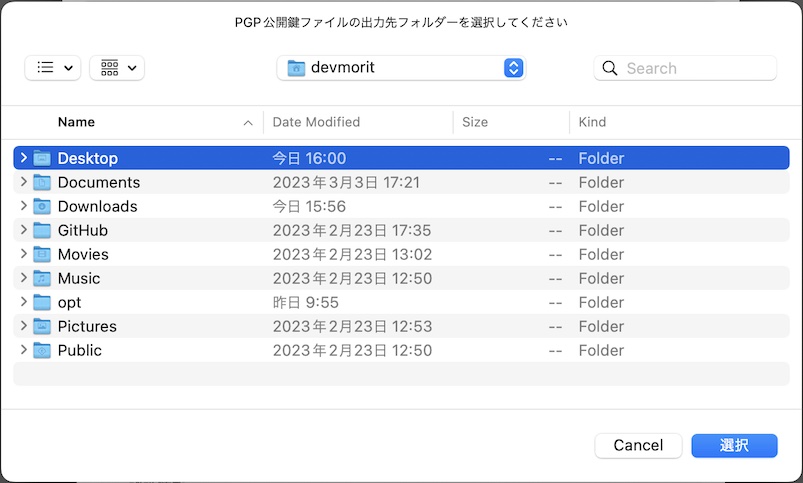 PGP公開鍵ファイルの出力先フォルダーを選択してください
devmorit
Search
Name Date Modified Size Kind
Desktop 今日 16:00 -- Folder
Documents 2023年3月3日 17:21 -- Folder
Downloads 今日 15:56 -- Folder
GitHub 2023年2月23日 17:35 -- Folder
Movies 2023年2月23日 13:02 -- Folder
Music 2023年2月23日 12:50 -- Folder
opt 昨日 9:55 -- Folder
Pictures 2023年2月23日 12:53 -- Folder
Public 2023年2月23日 12:50 -- Folder
Cancel 選択